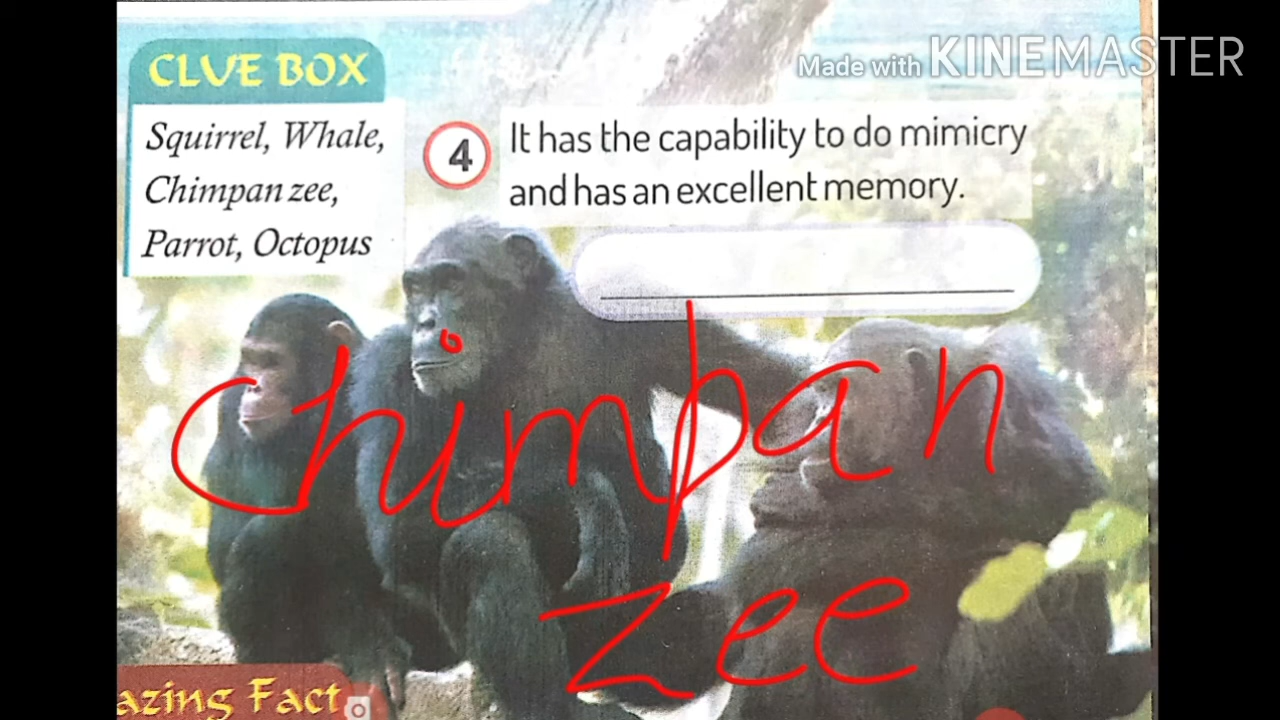 Made with KINEMASTER
CLUE BOX
Squirrel, Whale,
Chimpan zee,
Parrot, Octopus
4 It has the capability to do mimicry
and has an excellent memory.
Chimpan
zee
azing Fact